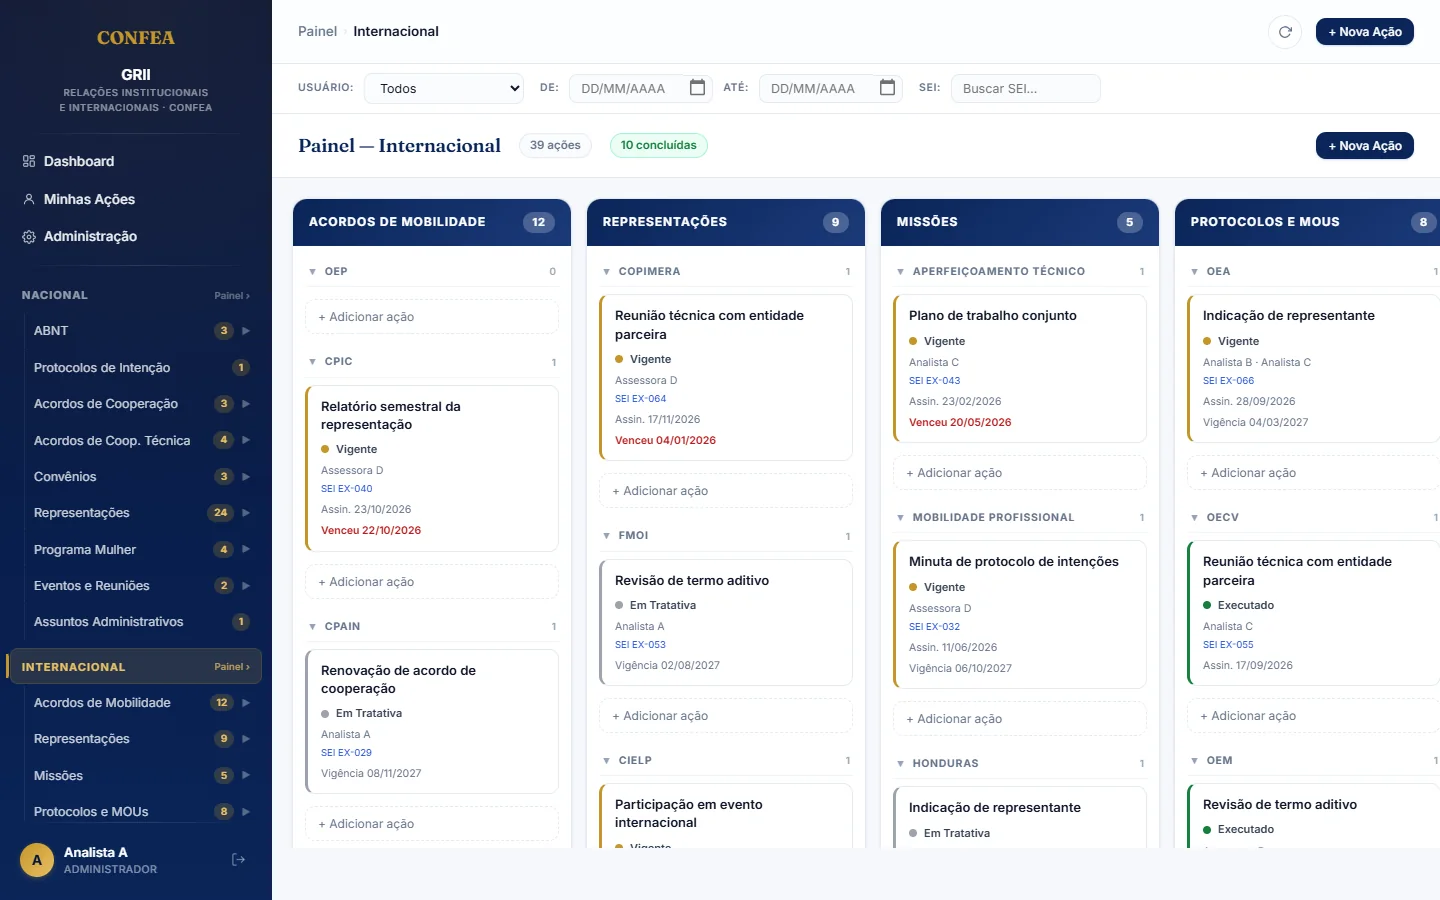 CONFEA
GRII
RELAÇÕES INSTITUCIONAIS
E INTERNACIONAIS · CONFEA
Dashboard
Minhas Ações
Administração
NACIONAL Painel ›
ABNT 3
Protocolos de Intenção 1
Acordos de Cooperação 3
Acordos de Coop. Técnica 4
Convênios 3
Representações 24
Programa Mulher 4
Eventos e Reuniões 2
Assuntos Administrativos 1
INTERNACIONAL Painel ›
Acordos de Mobilidade 12
Representações 9
Missões 5
Protocolos e MOUs 8
A
Analista A
ADMINISTRADOR
Painel › Internacional
+ Nova Ação
USUÁRIO: Todos DE: DD/MM/AAAA ATÉ: DD/MM/AAAA SEI: Buscar SEI...
Painel — Internacional 39 ações 10 concluídas
+ Nova Ação
ACORDOS DE MOBILIDADE 12
OEP 0
+ Adicionar ação
CPIC 1
Relatório semestral da
representação
Vigente
Assessora D
SEI EX-040
Assin. 23/10/2026
Venceu 22/10/2026
+ Adicionar ação
CPAIN 1
Renovação de acordo de
cooperação
Em Tratativa
Analista A
SEI EX-029
Vigência 08/11/2027
+ Adicionar ação
REPRESENTAÇÕES 9
COPIMERA 1
Reunião técnica com entidade
parceira
Vigente
Assessora D
SEI EX-064
Assin. 17/11/2026
Venceu 04/01/2026
+ Adicionar ação
FMOI 1
Revisão de termo aditivo
Em Tratativa
Analista A
SEI EX-053
Vigência 02/08/2027
+ Adicionar ação
CIELP 1
Participação em evento
internacional
Vigente
MISSÕES 5
APERFEIÇOAMENTO TÉCNICO 1
Plano de trabalho conjunto
Vigente
Analista C
SEI EX-043
Assin. 23/02/2026
Venceu 20/05/2026
+ Adicionar ação
MOBILIDADE PROFISSIONAL 1
Minuta de protocolo de intenções
Vigente
Assessora D
SEI EX-032
Assin. 11/06/2026
Vigência 06/10/2027
+ Adicionar ação
HONDURAS 1
Indicação de representante
Em Tratativa
PROTOCOLOS E MOUS 8
OEA 1
Indicação de representante
Vigente
Analista B · Analista C
SEI EX-066
Assin. 28/09/2026
Vigência 04/03/2027
+ Adicionar ação
OECV 1
Reunião técnica com entidade
parceira
Executado
Analista C
SEI EX-055
Assin. 17/09/2026
+ Adicionar ação
OEM 1
Revisão de termo aditivo
Executado